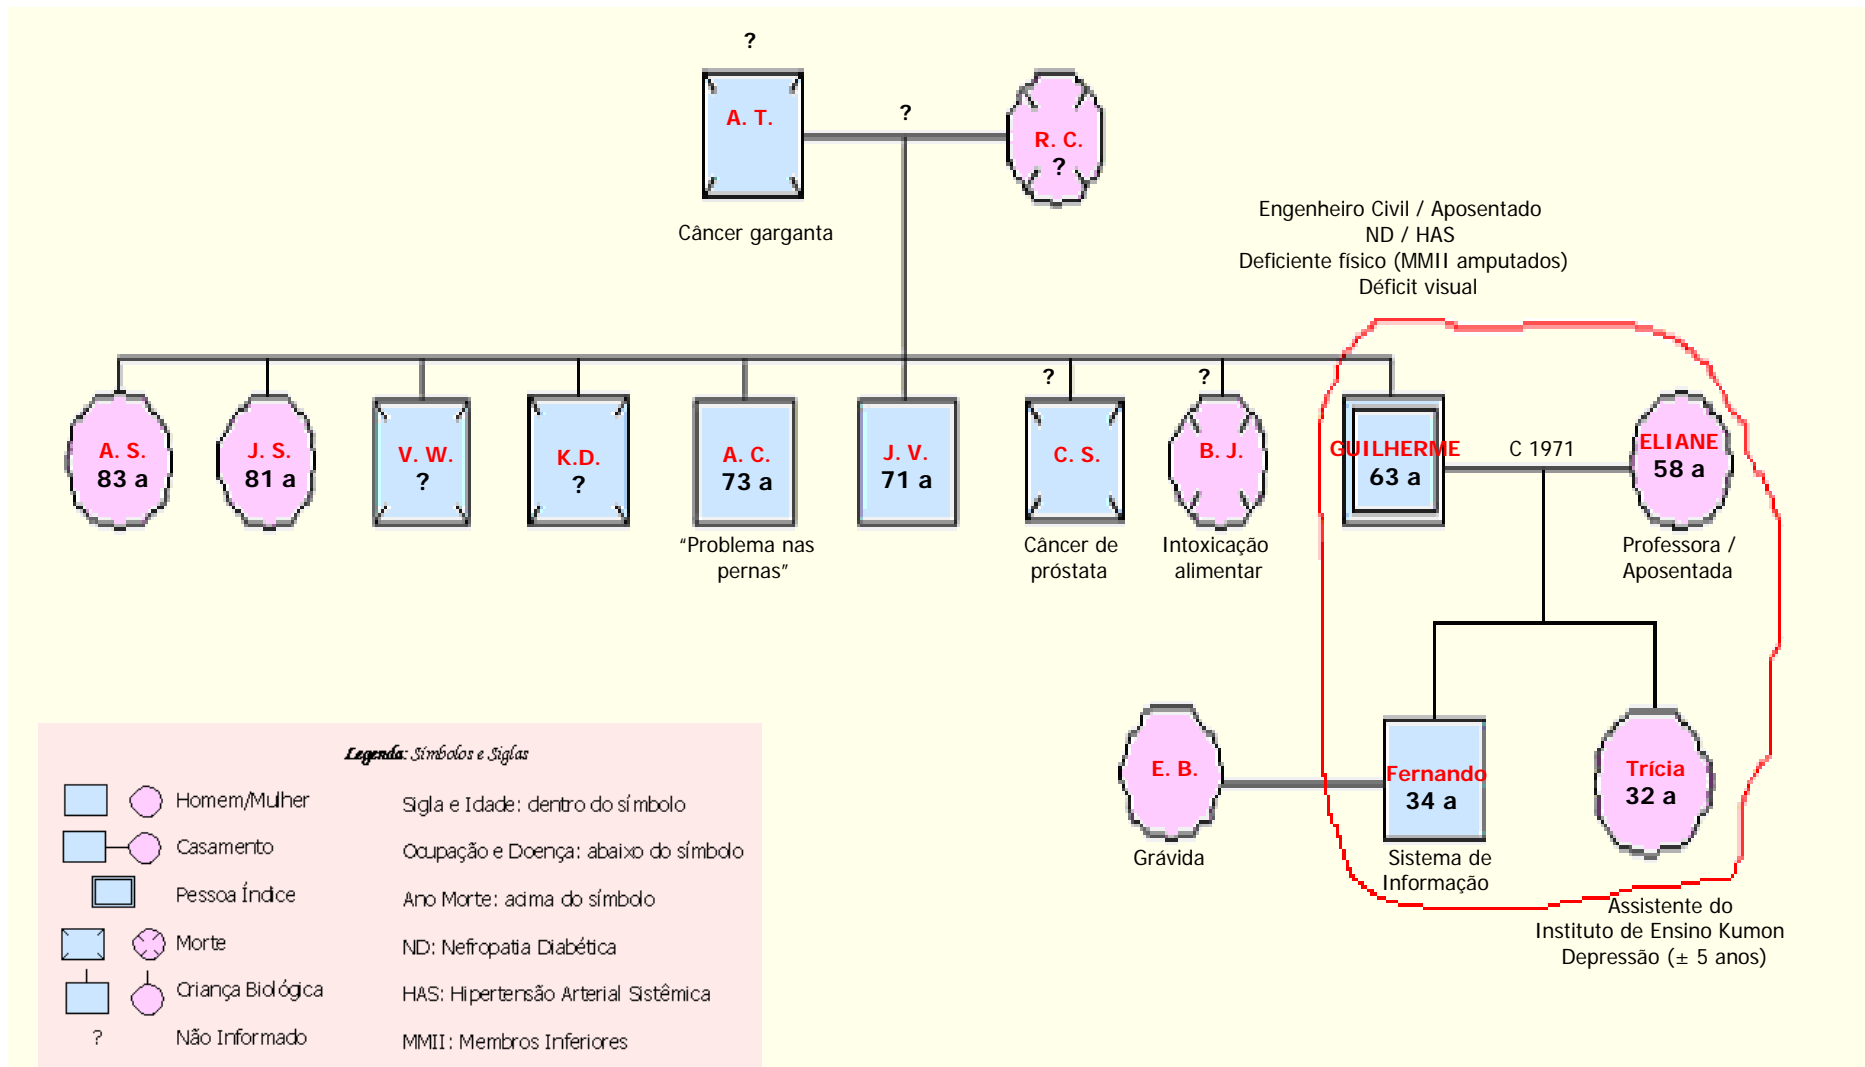 ?
A. T.
?
R. C.
?
Câncer garganta
Engenheiro Civil / Aposentado
ND / HAS
Deficiente físico (MMII amputados)
Déficit visual
?
?
A. S.
83 a
J. S.
81 a
V. W.
?
K.D.
?
A. C.
73 a
J. V.
71 a
C. S.
B. J.
GUILHERME
63 a
C 1971
ELIANE
58 a
“Problema nas
pernas”
Câncer de
próstata
Intoxicação
alimentar
Professora /
Aposentada
E. B.
Fernando
34 a
Trícia
32 a
Grávida
Sistema de
Informação
Assistente do
Instituto de Ensino Kumon
Depressão (± 5 anos)
Legenda: Símbolos e Siglas
Homem/Mulher
Sigla e Idade: dentro do símbolo
Casamento
Ocupação e Doença: abaixo do símbolo
Pessoa Índice
Ano Morte: acima do símbolo
Morte
ND: Nefropatia Diabética
Criança Biológica
HAS: Hipertensão Arterial Sistêmica
? Não Informado
MMII: Membros Inferiores